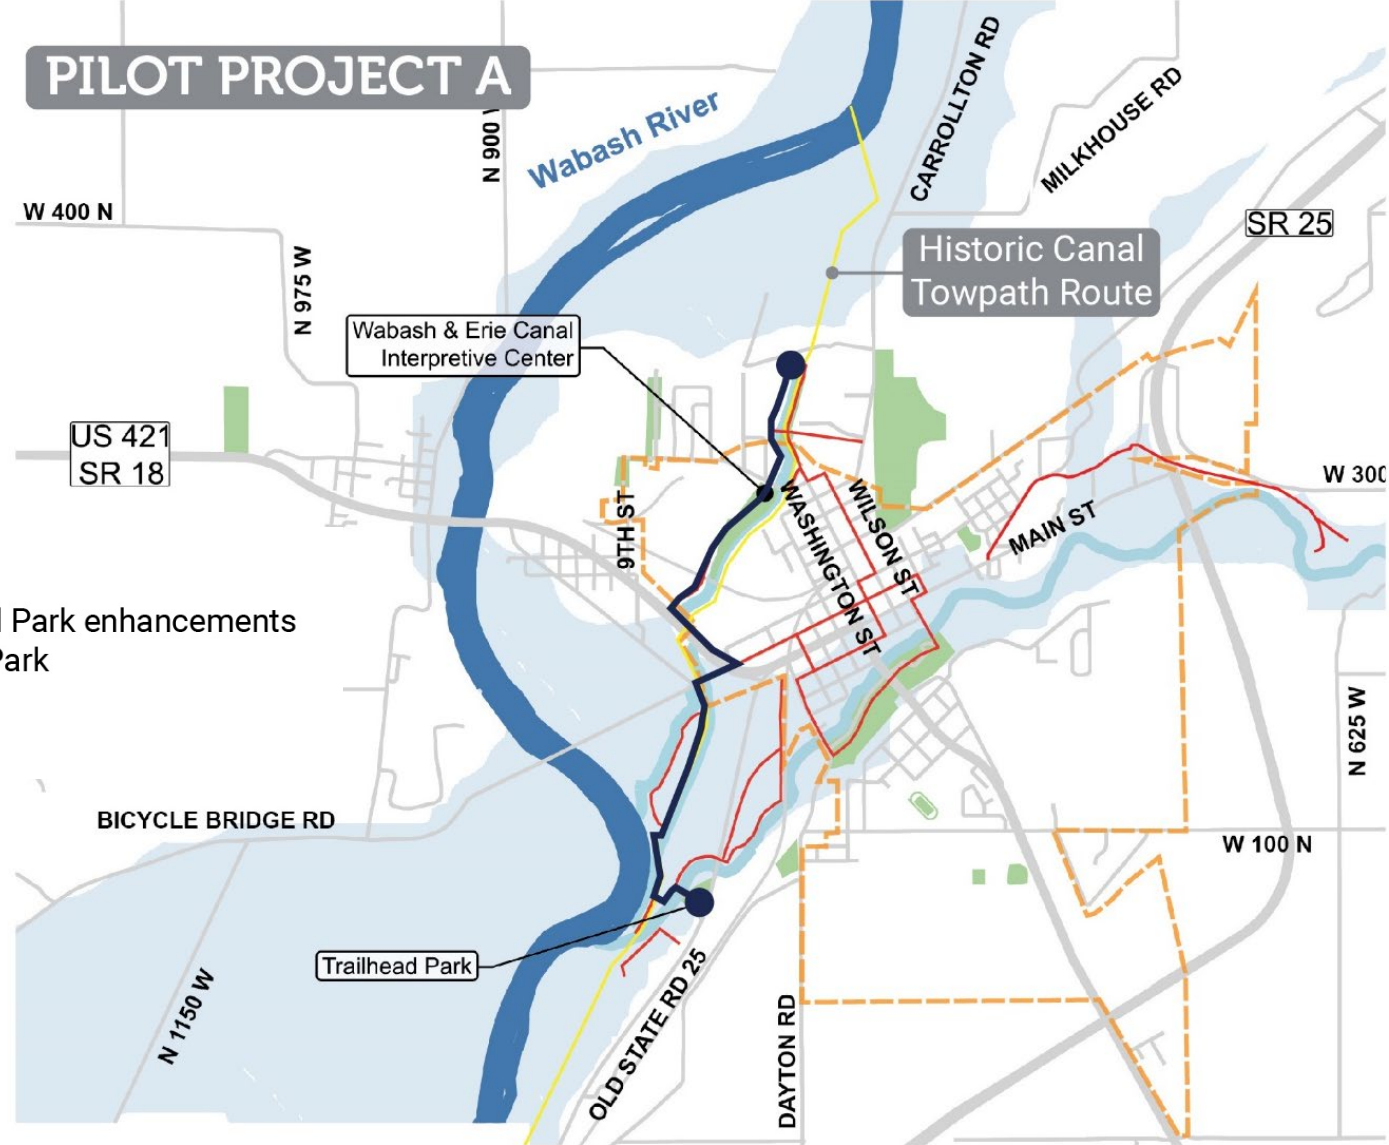 PILOT PROJECT A
N 900
Wabash River
CARROLLTON RD
MILKHOUSE RD
W 400 N
SR 25
Historic Canal
Towpath Route
N 975 W
Wabash & Erie Canal
Interpretive Center
US 421
SR 18
W 300
9TH ST
WASHINGTON ST
WILSON ST
MAIN ST
Park enhancements
Park
N 625 W
BICYCLE BRIDGE RD
W 100 N
Trailhead Park
N 1150 W
OLD STATE RD 25
DAYTON RD